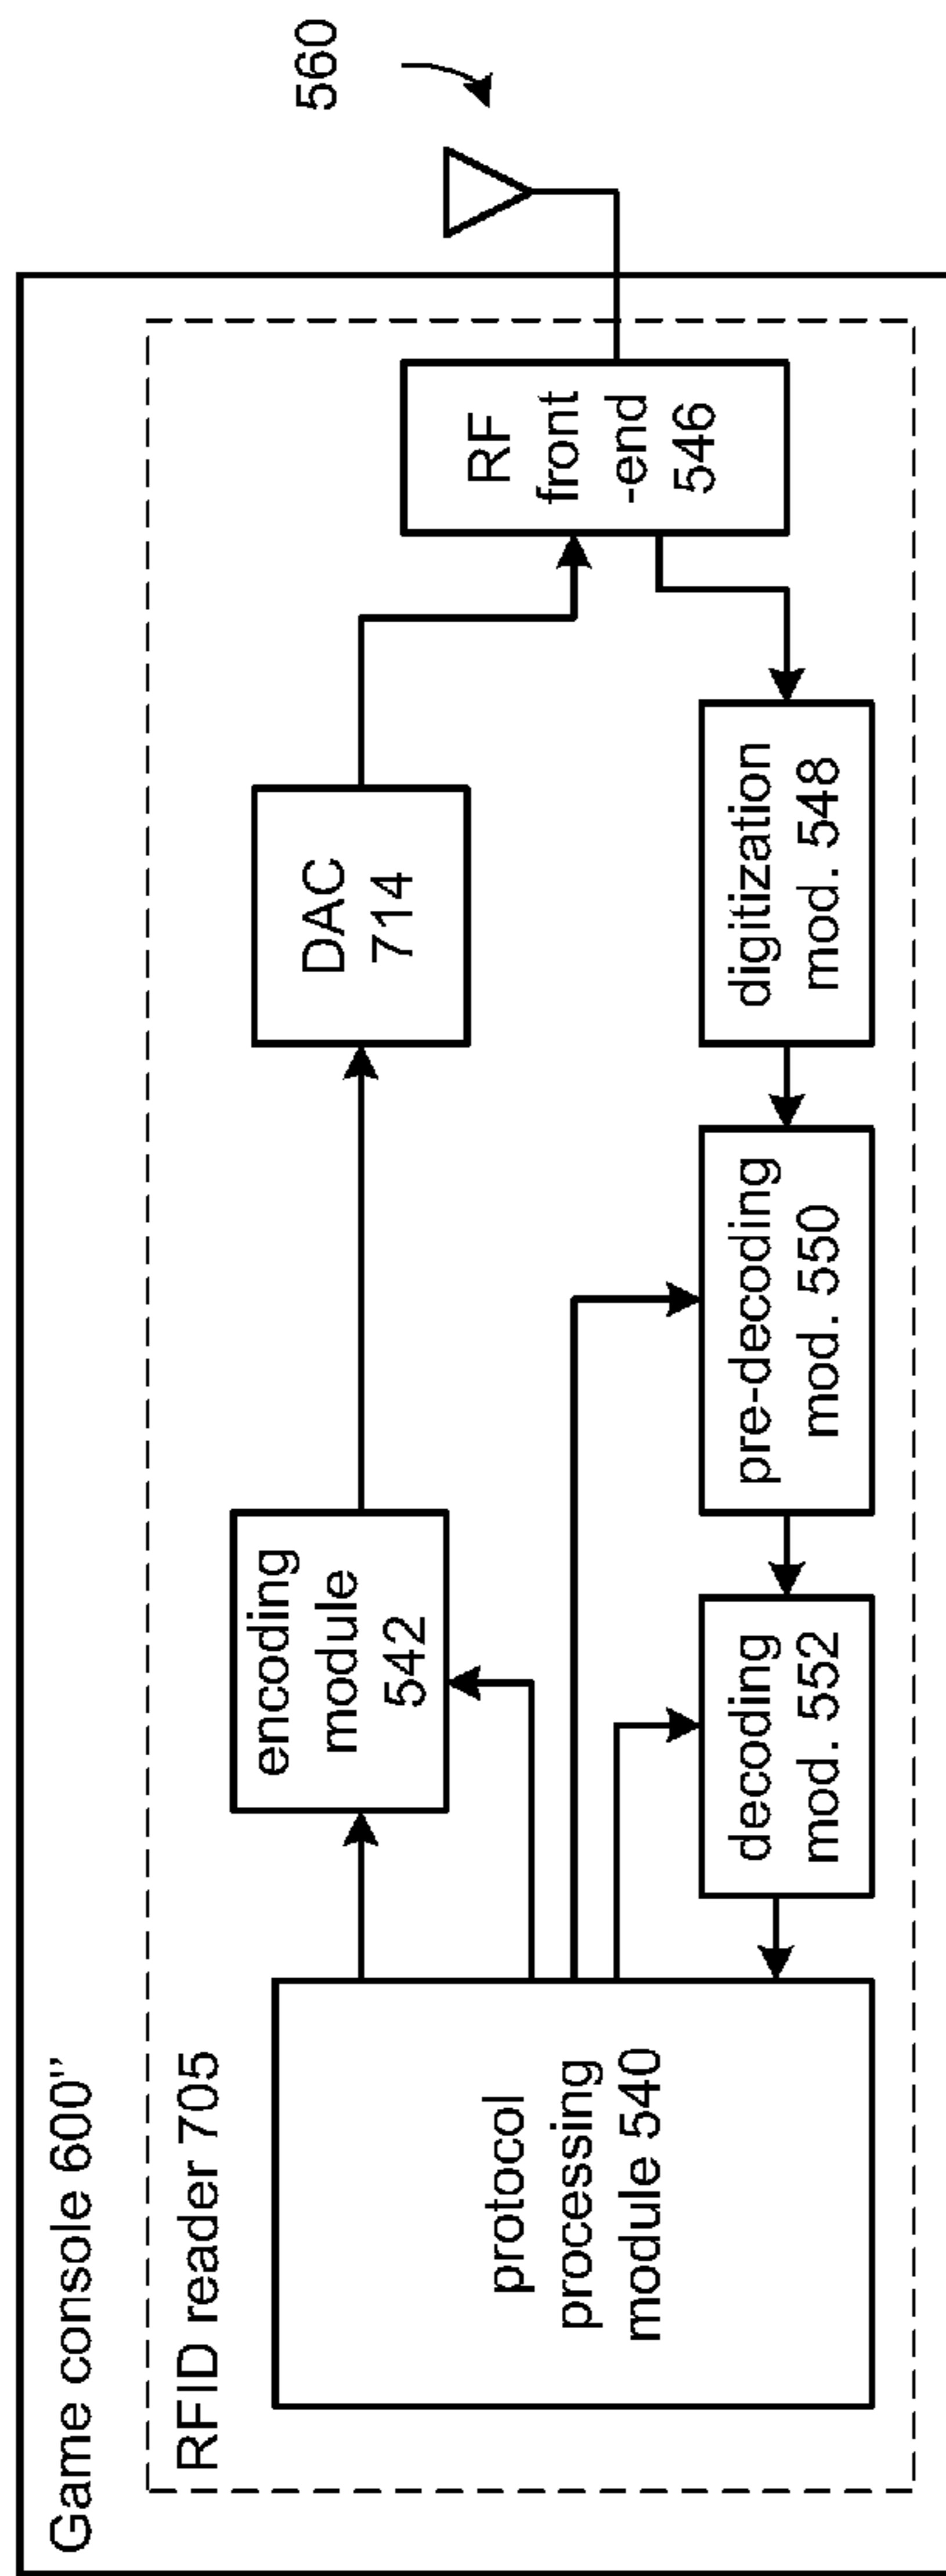 Game console 600"
RFID reader 705
protocol
processing
module 540
encoding
module
542
DAC
714
RF
front
-end
546
560
decoding
mod. 552
pre-decoding
mod. 550
digitization
mod. 548